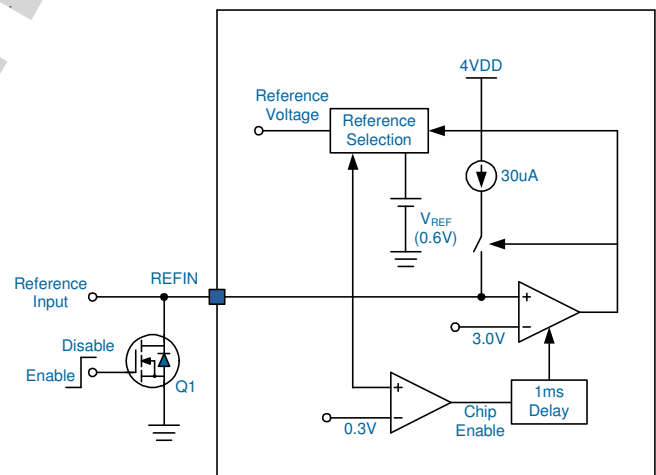 4VDD
Reference
Voltage
Reference
Selection
30uA
VREF
(0.6V)
Reference
Input
REFIN
+
−
3.0V
Disable
Enable
Q1
+
−
0.3V
Chip
Enable
1ms
Delay